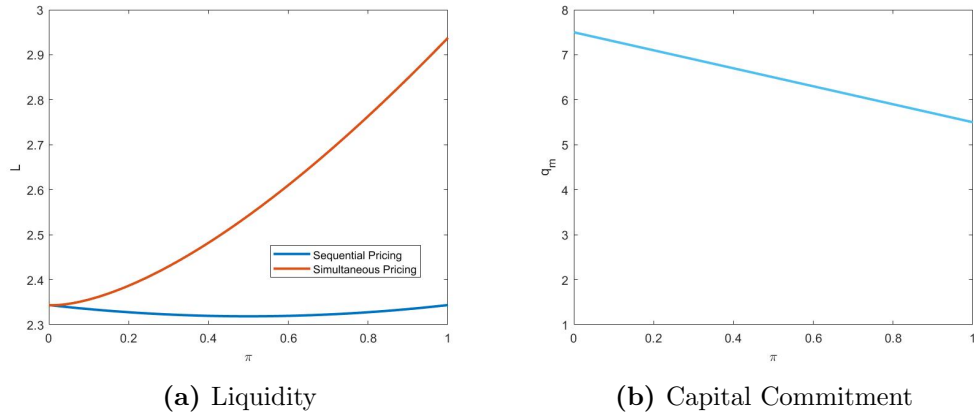 3
2.9
2.8
2.7
L
2.6
2.5
2.4
2.3
Sequential Pricing
Simultaneous Pricing
0 0.2 0.4 0.6 0.8 1
π
(a) Liquidity
8
7
6
5
q_m
4
3
2
1
0 0.2 0.4 0.6 0.8 1
π
(b) Capital Commitment